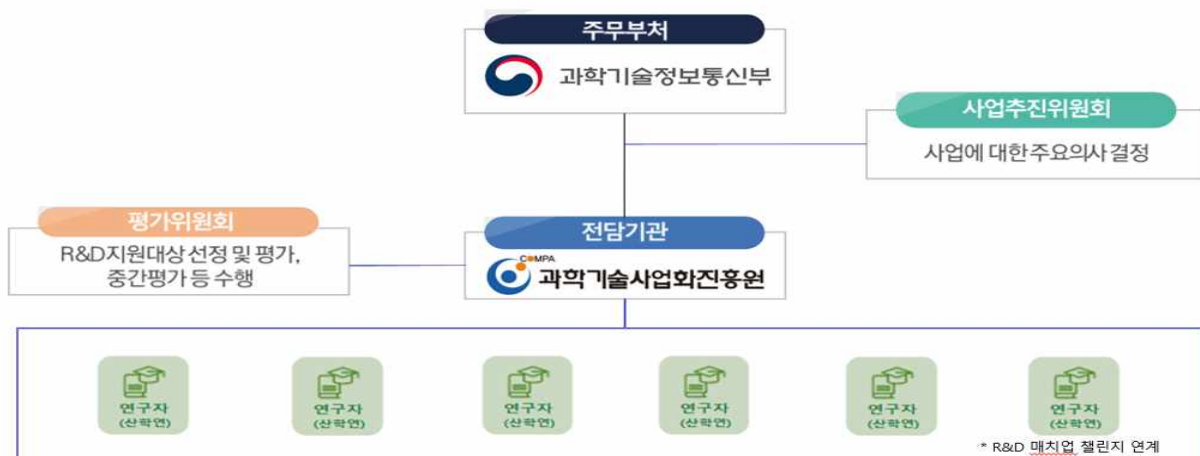 주무부처
과학기술정보통신부
사업추진위원회
사업에 대한 주요의사 결정
평가위원회
R&D지원대상 선정 및 평가,
중간평가 등 수행
전담기관
COMPA
과학기술사업화진흥원
연구자
(산학연)
연구자
(산학연)
연구자
(산학연)
연구자
(산학연)
연구자
(산학연)
연구자
(산학연)
* R&D 매치업 챌린지 연계